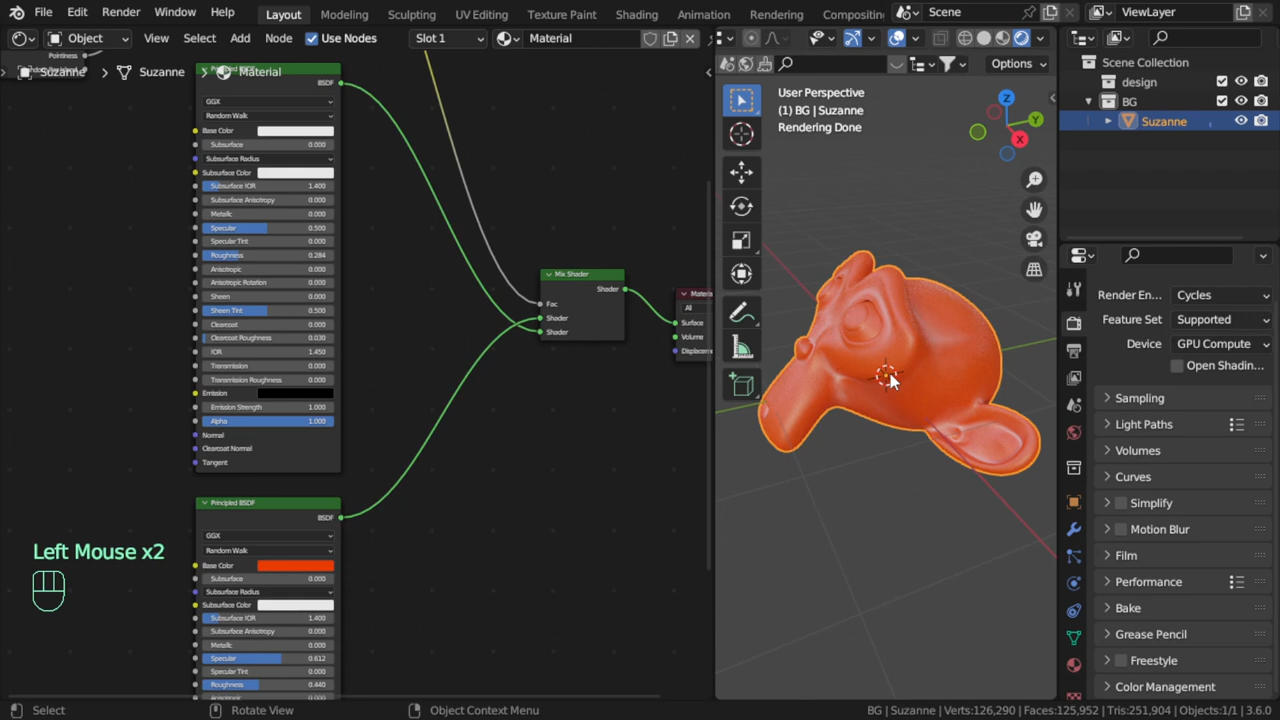 File Edit Render Window Help Layout Modeling Sculpting UV Editing Texture Paint Shading Animation Rendering Compositin Scene ViewLayer
Object View Select Add Node Use Nodes Slot 1 Material
Pointiness
Suzanne > Suzanne > Material
Options
Principled BSDF
BSDF
GGX
Random Walk
Base Color
Subsurface 0.000
Subsurface Radius
Subsurface Color
Subsurface IOR 1.400
Subsurface Anisotropy 0.000
Metallic 0.000
Specular 0.500
Specular Tint 0.000
Roughness 0.284
Anisotropic 0.000
Anisotropic Rotation 0.000
Sheen 0.000
Sheen Tint 0.500
Clearcoat 0.000
Clearcoat Roughness 0.030
IOR 1.450
Transmission 0.000
Transmission Roughness 0.000
Emission
Emission Strength 1.000
Alpha 1.000
Normal
Clearcoat Normal
Tangent
Principled BSDF
BSDF
GGX
Random Walk
Base Color
Subsurface 0.000
Subsurface Radius
Subsurface Color
Subsurface IOR 1.400
Subsurface Anisotropy 0.000
Metallic 0.000
Specular 0.612
Specular Tint 0.000
Roughness 0.440
Mix Shader
Shader
Fac
Shader
Shader
Materia
All
Surface
Volume
Displaceme
Left Mouse x2
User Perspective
(1) BG | Suzanne
Rendering Done
Z
Y
X
Scene Collection
design
BG
Suzanne
Render En... Cycles
Feature Set Supported
Device GPU Compute
Open Shadin...
Sampling
Light Paths
Volumes
Curves
Simplify
Motion Blur
Film
Performance
Bake
Grease Pencil
Freestyle
Color Management
Select Rotate View Object Context Menu BG | Suzanne | Verts:126,290 | Faces:125,952 | Tris:251,904 | Objects:1/1 | 3.6.0